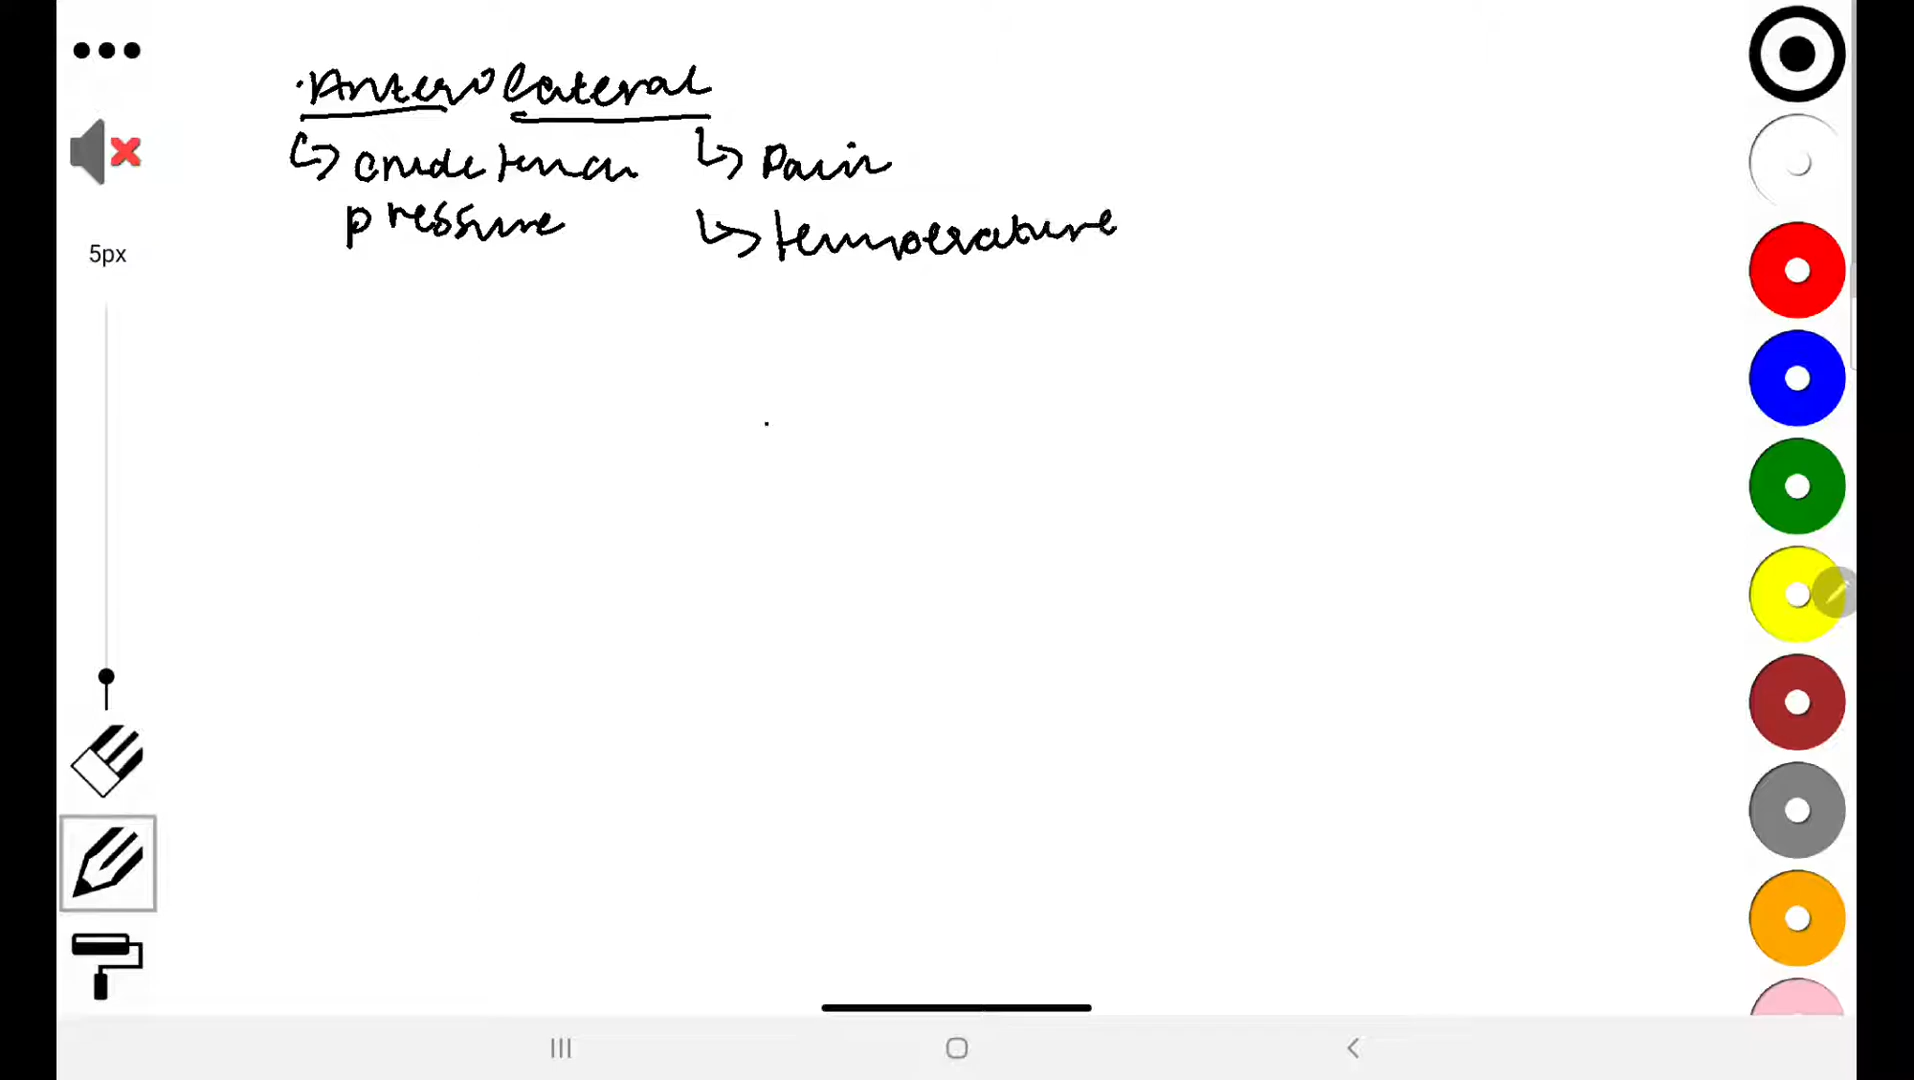 .Anterolateral
↳ crude touch ↳ Pain
pressure ↳ temperature
5px